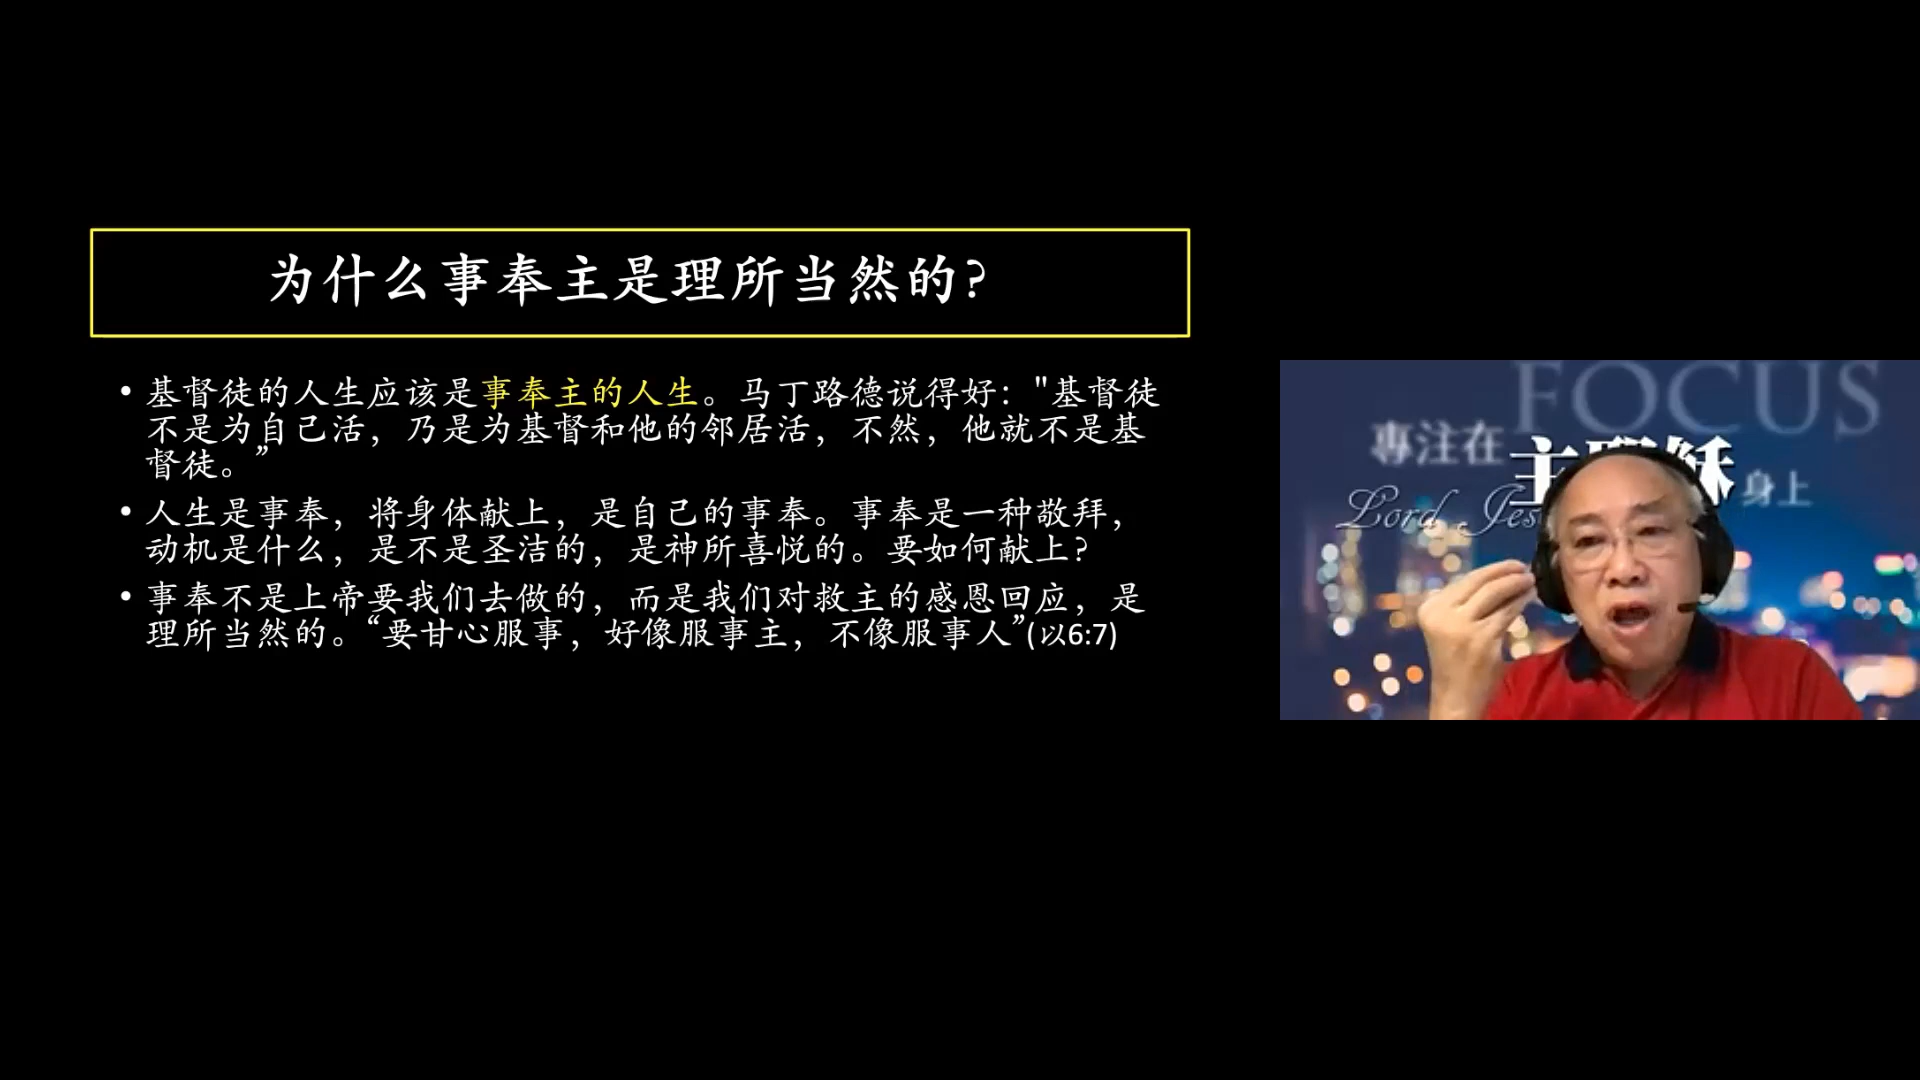 为什么事奉主是理所当然的?
• 基督徒的人生应该是事奉主的人生。马丁路德说得好："基督徒
不是为自己活，乃是为基督和他的邻居活，不然，他就不是基
督徒。”
• 人生是事奉，将身体献上，是自己的事奉。事奉是一种敬拜，
动机是什么，是不是圣洁的，是神所喜悦的。要如何献上?
• 事奉不是上帝要我们去做的，而是我们对救主的感恩回应，是
理所当然的。“要甘心服事，好像服事主，不像服事人”(以6:7)
FOCUS
專注在
主 穌 身上
Lord Jes